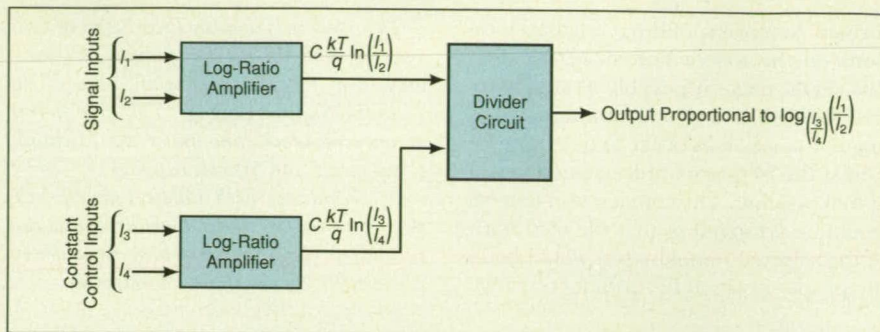 Signal Inputs
I₁
I₂
Log-Ratio
Amplifier
C kT/q ln(I₁/I₂)
Divider
Circuit
Output Proportional to log₍I₃/I₄₎(I₁/I₂)
Constant
Control Inputs
I₃
I₄
Log-Ratio
Amplifier
C kT/q ln(I₃/I₄)